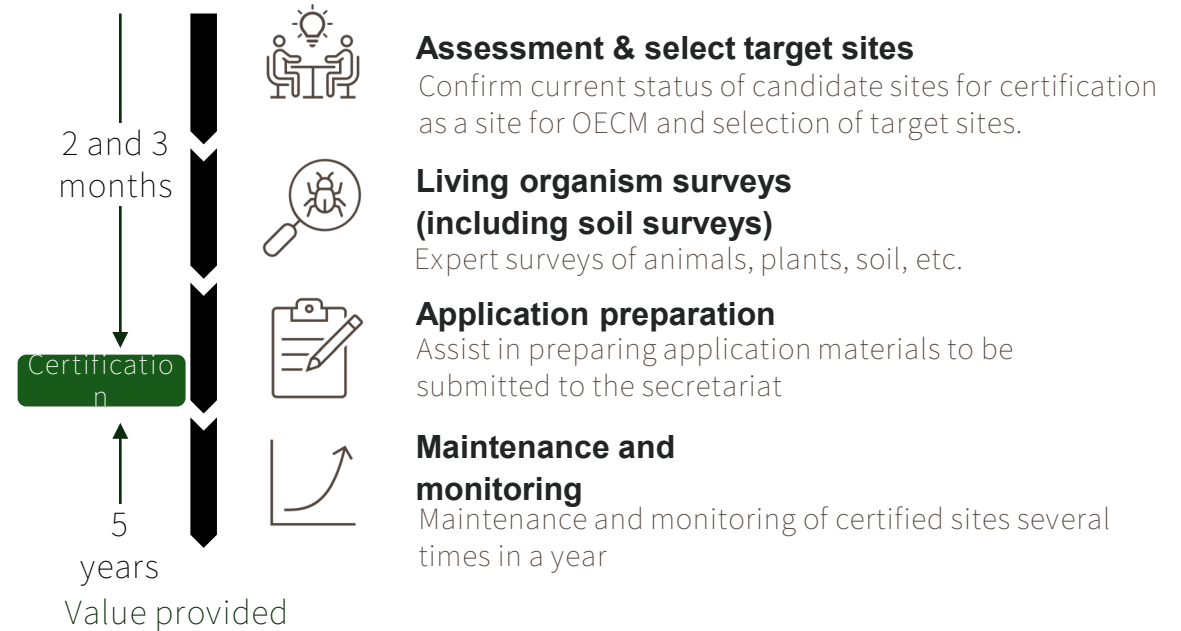 Assessment & select target sites
Confirm current status of candidate sites for certification
as a site for OECM and selection of target sites.
2 and 3
months
Living organism surveys
(including soil surveys)
Expert surveys of animals, plants, soil, etc.
Application preparation
Assist in preparing application materials to be
submitted to the secretariat
Certificatio
n
Maintenance and
monitoring
Maintenance and monitoring of certified sites several
times in a year
5
years
Value provided